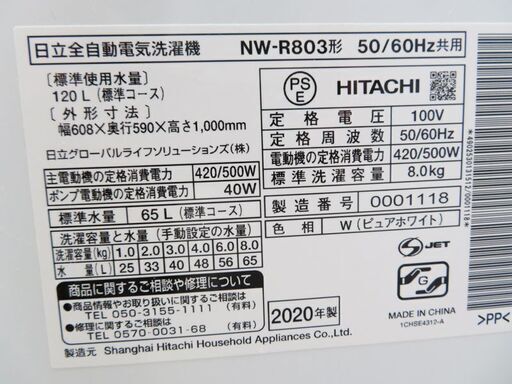 日立全自動電気洗濯機 NW-R803形 50/60Hz共用
〔標準使用水量〕
120L(標準コース)
〔外形寸法〕
幅608×奥行590×高さ1,000mm
日立グローバルライフソリューションズ(株)
主電動機の定格消費電力 420/500W
ポンプ電動機の定格消費電力 40W
標準水量 65L(標準コース)
洗濯容量と水量(手動設定の水量)
洗濯容量(kg) 1.0 2.0 3.0 4.0 6.0 8.0
水量(L) 25 33 40 48 56 65
商品に関するご相談や修理について
●商品情報やお取り扱いに関するご相談は
TEL 050-3155-1111(有料)
●修理に関するご相談は
TEL 0570-0031-68(有料)
製造元 Shanghai Hitachi Household Appliances Co.,Ltd.
PS
E
HITACHI
定格電圧 100V
定格周波数 50/60Hz
電動機の定格消費電力 420/500W
標準洗濯容量 8.0kg
製造番号 0001118
色相 W(ピュアホワイト)
S JET
G
2020年製
MADE IN CHINA
1CHSE4312-A
*4902530131512/0001118*
>PP<